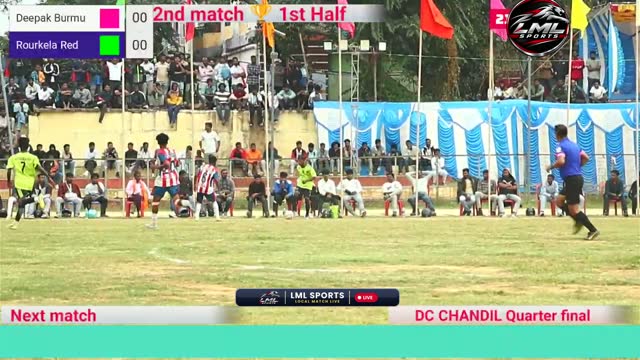 Deepak Burmu 00
Rourkela Red 00
2nd match 1st Half
LML
SPORTS
7
LML SPORTS
LOCAL MATCH LIVE
LIVE
Next match
DC CHANDIL Quarter final